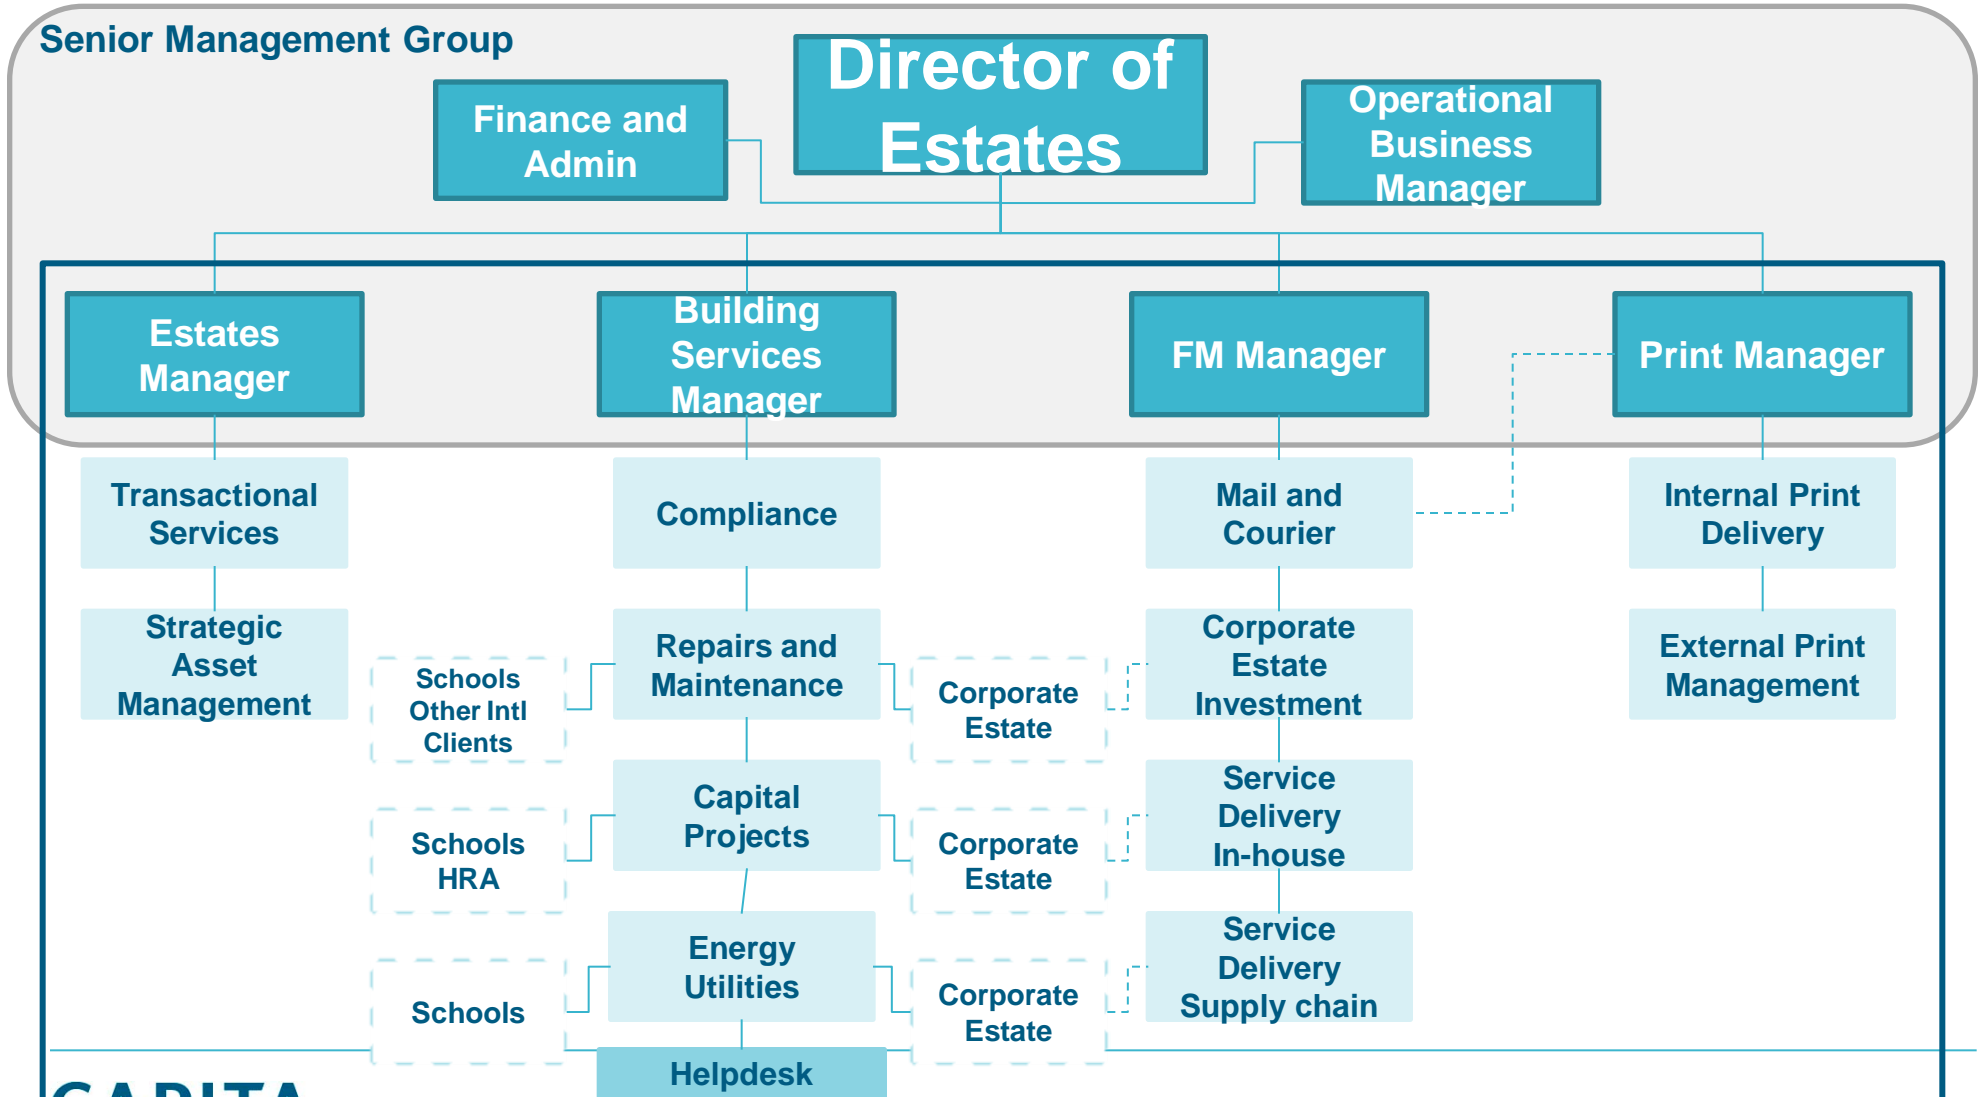 Senior Management Group
Director of
Estates
Finance and
Admin
Operational
Business
Manager
Estates
Manager
Building
Services
Manager
FM Manager
Print Manager
Transactional
Services
Compliance
Mail and
Courier
Internal Print
Delivery
Strategic
Asset
Management
Schools
Other Intl
Clients
Repairs and
Maintenance
Corporate
Estate
Corporate
Estate
Investment
External Print
Management
Schools
HRA
Capital
Projects
Corporate
Estate
Service
Delivery
In-house
Schools
Energy
Utilities
Corporate
Estate
Service
Delivery
Supply chain
Helpdesk
CAPITA